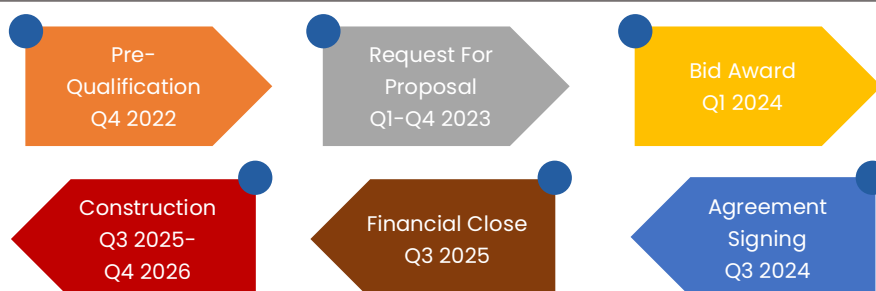 Pre-
Qualification
Q4 2022
Request For
Proposal
Q1-Q4 2023
Bid Award
Q1 2024
Construction
Q3 2025-
Q4 2026
Financial Close
Q3 2025
Agreement
Signing
Q3 2024